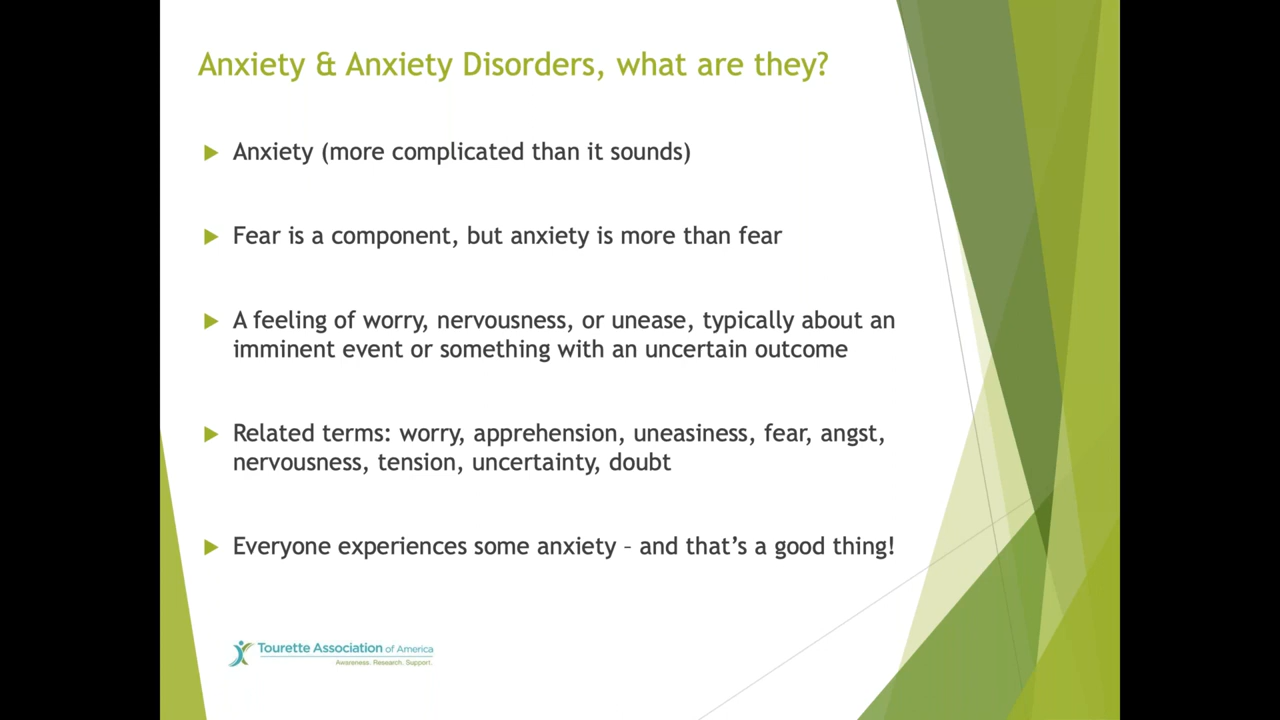 Anxiety & Anxiety Disorders, what are they?
Anxiety (more complicated than it sounds)
Fear is a component, but anxiety is more than fear
A feeling of worry, nervousness, or unease, typically about an
imminent event or something with an uncertain outcome
Related terms: worry, apprehension, uneasiness, fear, angst,
nervousness, tension, uncertainty, doubt
Everyone experiences some anxiety – and that’s a good thing!
Tourette Association of America
Awareness. Research. Support.